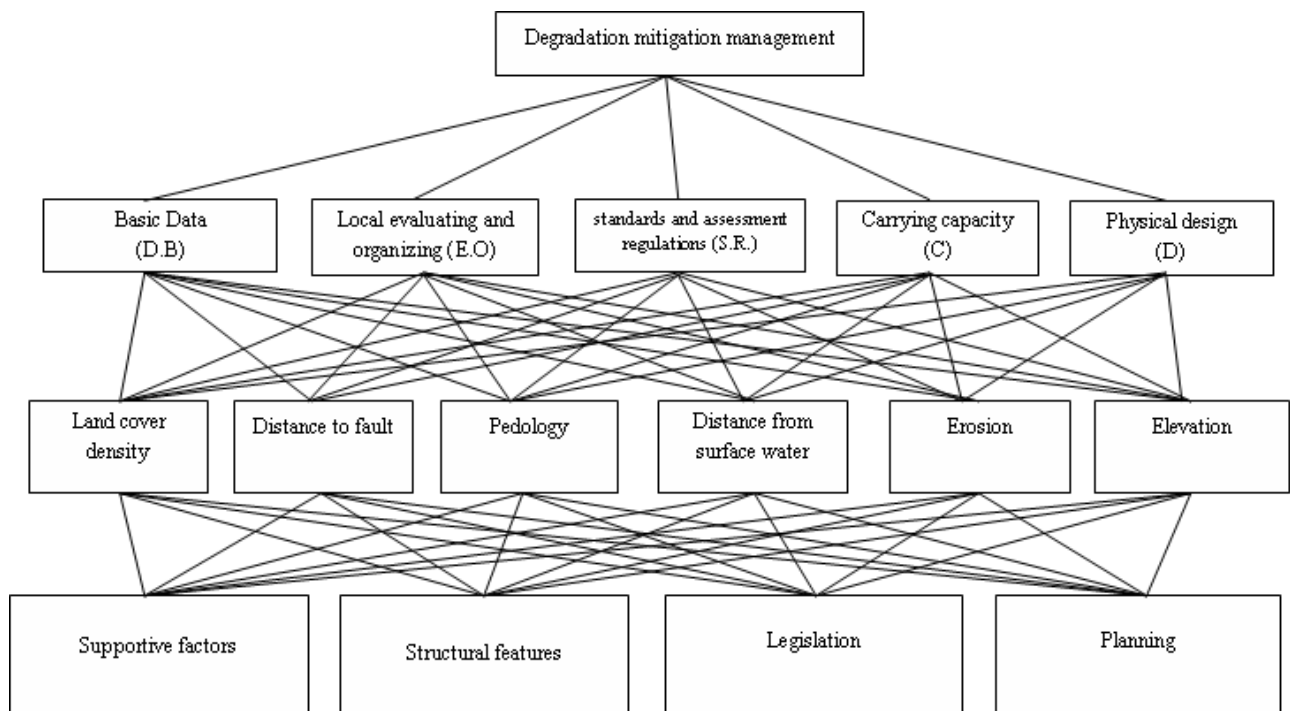 Degradation mitigation management
Basic Data
(D.B)
Local evaluating and
organizing (E.O)
standards and assessment
regulations (S.R.)
Carrying capacity
(C)
Physical design
(D)
Land cover
density
Distance to fault
Pedology
Distance from
surface water
Erosion
Elevation
Supportive factors
Structural features
Legislation
Planning